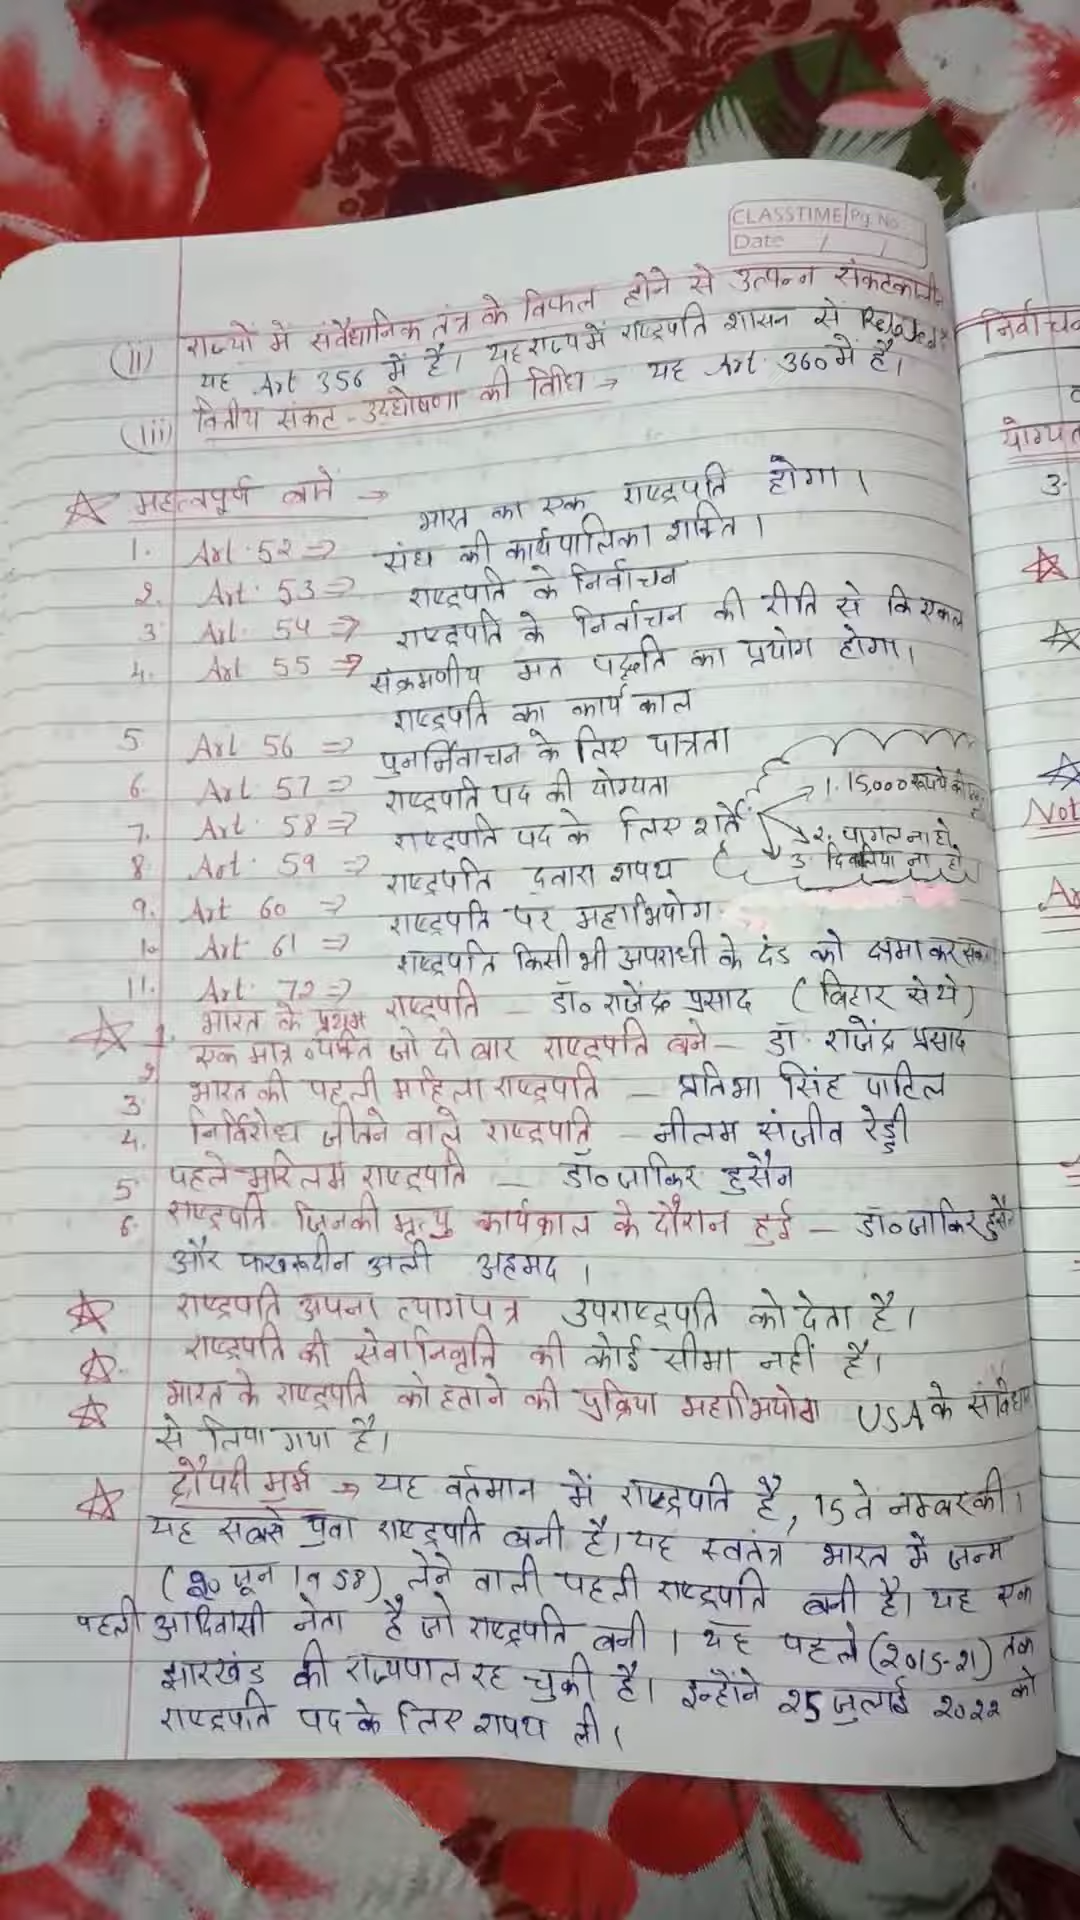 CLASSTIME Pg. No.
Date / /
(ii) राज्यों में संवैधानिक तंत्र के विफल होने से उत्पन्न संकटकालीन
यह Art 356 में है। यह राज्य में राष्ट्रपति शासन से Related
(iii) वित्तीय संकट - उद्घोषणा की विधि → यह Art. 360 में है।
महत्वपूर्ण बातें →
1. Art. 52 ⇒ भारत का एक राष्ट्रपति होगा।
2. Art. 53 ⇒ संघ की कार्यपालिका शक्ति।
3. Art. 54 ⇒ राष्ट्रपति के निर्वाचन
4. Art 55 ⇒ राष्ट्रपति के निर्वाचन की रीति से कि एकल
संक्रमणीय मत पद्धति का प्रयोग होगा।
5 Art 56 ⇒ राष्ट्रपति का कार्य काल
6. Art. 57 ⇒ पुनर्निवाचन के लिए पात्रता
7. Art. 58 ⇒ राष्ट्रपति पद की योग्यता
8. Art. 59 ⇒ राष्ट्रपति पद के लिए शर्ते
→ 1. 15,000 रूपये की
→ 2. पागल ना हो
3. दिवालिया ना हो
9. Art 60 ⇒ राष्ट्रपति द्वारा शपथ
10 Art. 61 ⇒ राष्ट्रपति पर महाभियोग
11. Art. 72 ⇒ राष्ट्रपति किसी भी अपराधी के दंड को क्षमा कर
1. भारत के प्रथम राष्ट्रपति – डॉ० राजेंद्र प्रसाद (बिहार से थे)
2 एक मात्र व्यक्ति जो दो बार राष्ट्रपति बने – डॉ. राजेंद्र प्रसाद
3. भारत की पहली महिला राष्ट्रपति – प्रतिभा सिंह पाटिल
4. निर्विरोध जीतने वाले राष्ट्रपति – नीलम संजीव रेड्डी
5. पहले मुस्लिम राष्ट्रपति – डॉ० जाकिर हुसैन
6. राष्ट्रपति जिनकी मृत्यु कार्यकाल के दौरान हुई – डॉ० जाकिर हुसैन
और फखरूदीन अली अहमद ।
राष्ट्रपति अपना त्यागपत्र उपराष्ट्रपति को देता है।
राष्ट्रपति की सेवानिवृति की कोई सीमा नहीं है।
भारत के राष्ट्रपति को हटाने की प्रक्रिया महाभियोग USA के संविधान
से लिया गया है।
द्रौपदी मुर्मू → यह वर्तमान में राष्ट्रपति है, 15वे नम्बर की।
यह सबसे युवा राष्ट्रपति बनी है। यह स्वतंत्र भारत में जन्म
(20 जून 1958) लेने वाली पहली राष्ट्रपति बनी है। यह एक
पहली आदिवासी नेता है जो राष्ट्रपति बनी। यह पहले (2015-21) तक
झारखंड की राज्यपाल रह चुकी है। इन्होंने 25 जुलाई 2022 को
राष्ट्रपति पद के लिए शपथ ली।
निर्वाचन
3.
Not